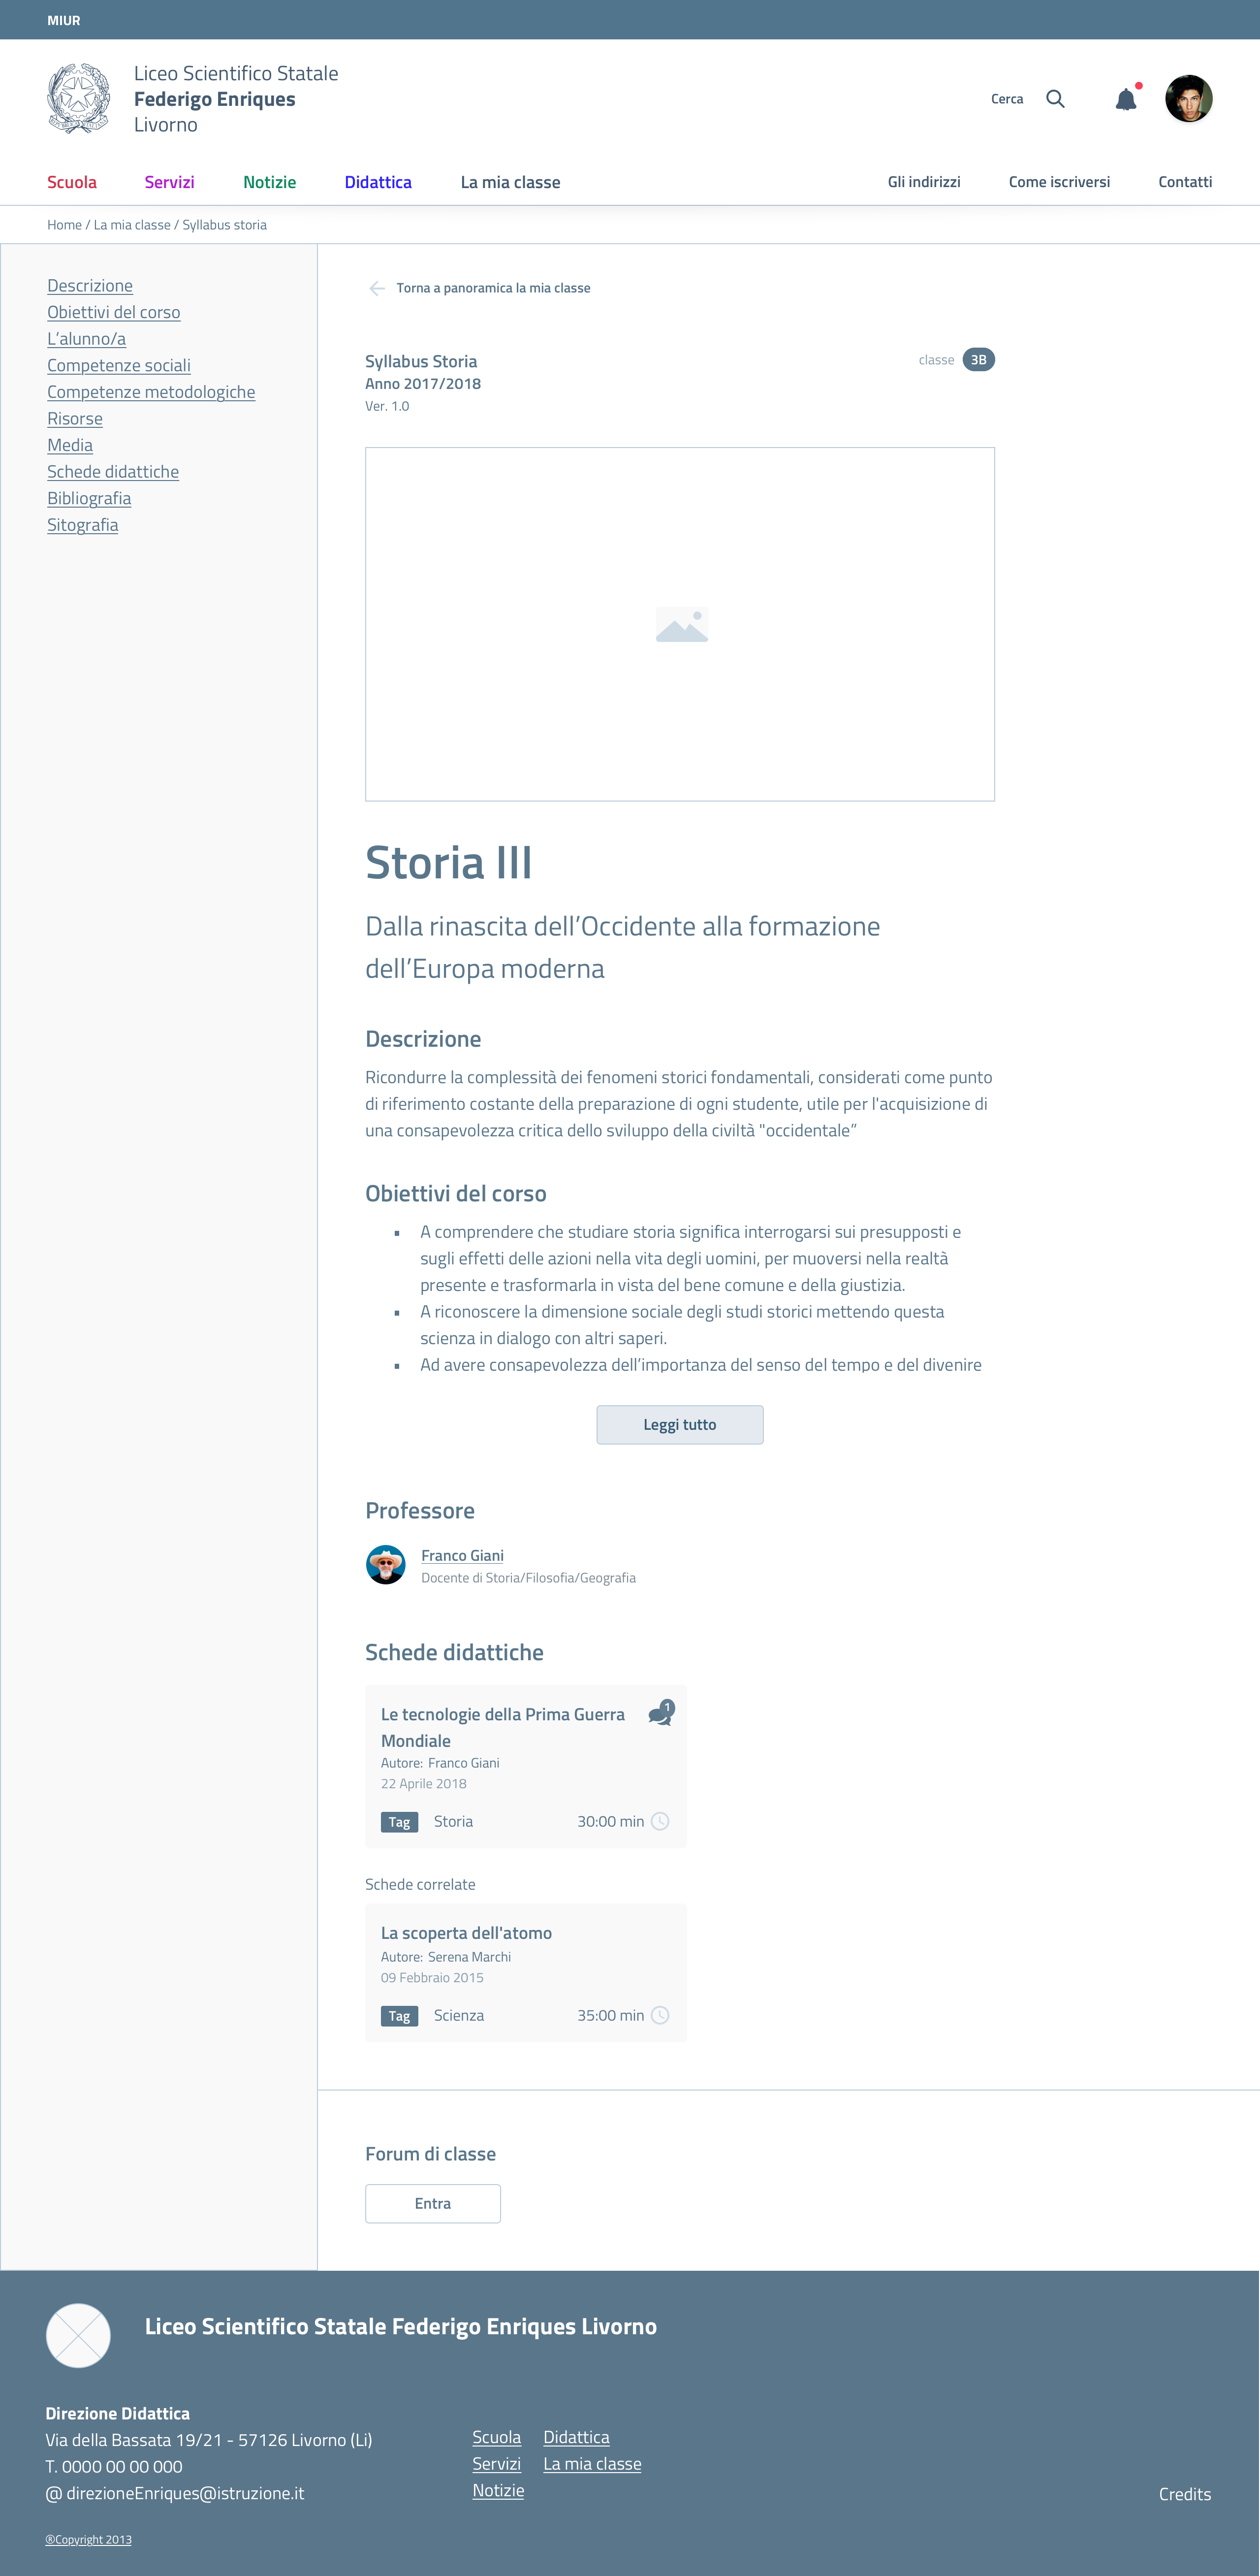 MIUR
Liceo Scientifico Statale
Federigo Enriques
Livorno
Cerca
Scuola Servizi Notizie Didattica La mia classe Gli indirizzi Come iscriversi Contatti
Home / La mia classe / Syllabus storia
Descrizione
Obiettivi del corso
L’alunno/a
Competenze sociali
Competenze metodologiche
Risorse
Media
Schede didattiche
Bibliografia
Sitografia
Torna a panoramica la mia classe
Syllabus Storia
classe 3B
Anno 2017/2018
Ver. 1.0
Storia III
Dalla rinascita dell’Occidente alla formazione
dell’Europa moderna
Descrizione
Ricondurre la complessità dei fenomeni storici fondamentali, considerati come punto
di riferimento costante della preparazione di ogni studente, utile per l'acquisizione di
una consapevolezza critica dello sviluppo della civiltà "occidentale”
Obiettivi del corso
▪ A comprendere che studiare storia significa interrogarsi sui presupposti e
sugli effetti delle azioni nella vita degli uomini, per muoversi nella realtà
presente e trasformarla in vista del bene comune e della giustizia.
▪ A riconoscere la dimensione sociale degli studi storici mettendo questa
scienza in dialogo con altri saperi.
▪ Ad avere consapevolezza dell’importanza del senso del tempo e del divenire
Leggi tutto
Professore
Franco Giani
Docente di Storia/Filosofia/Geografia
Schede didattiche
Le tecnologie della Prima Guerra
1
Mondiale
Autore: Franco Giani
22 Aprile 2018
Tag Storia 30:00 min
Schede correlate
La scoperta dell'atomo
Autore: Serena Marchi
09 Febbraio 2015
Tag Scienza 35:00 min
Forum di classe
Entra
Liceo Scientifico Statale Federigo Enriques Livorno
Direzione Didattica
Via della Bassata 19/21 - 57126 Livorno (Li)
T. 0000 00 00 000
@ direzioneEnriques@istruzione.it
Scuola Didattica
Servizi La mia classe
Notizie
Credits
®Copyright 2013